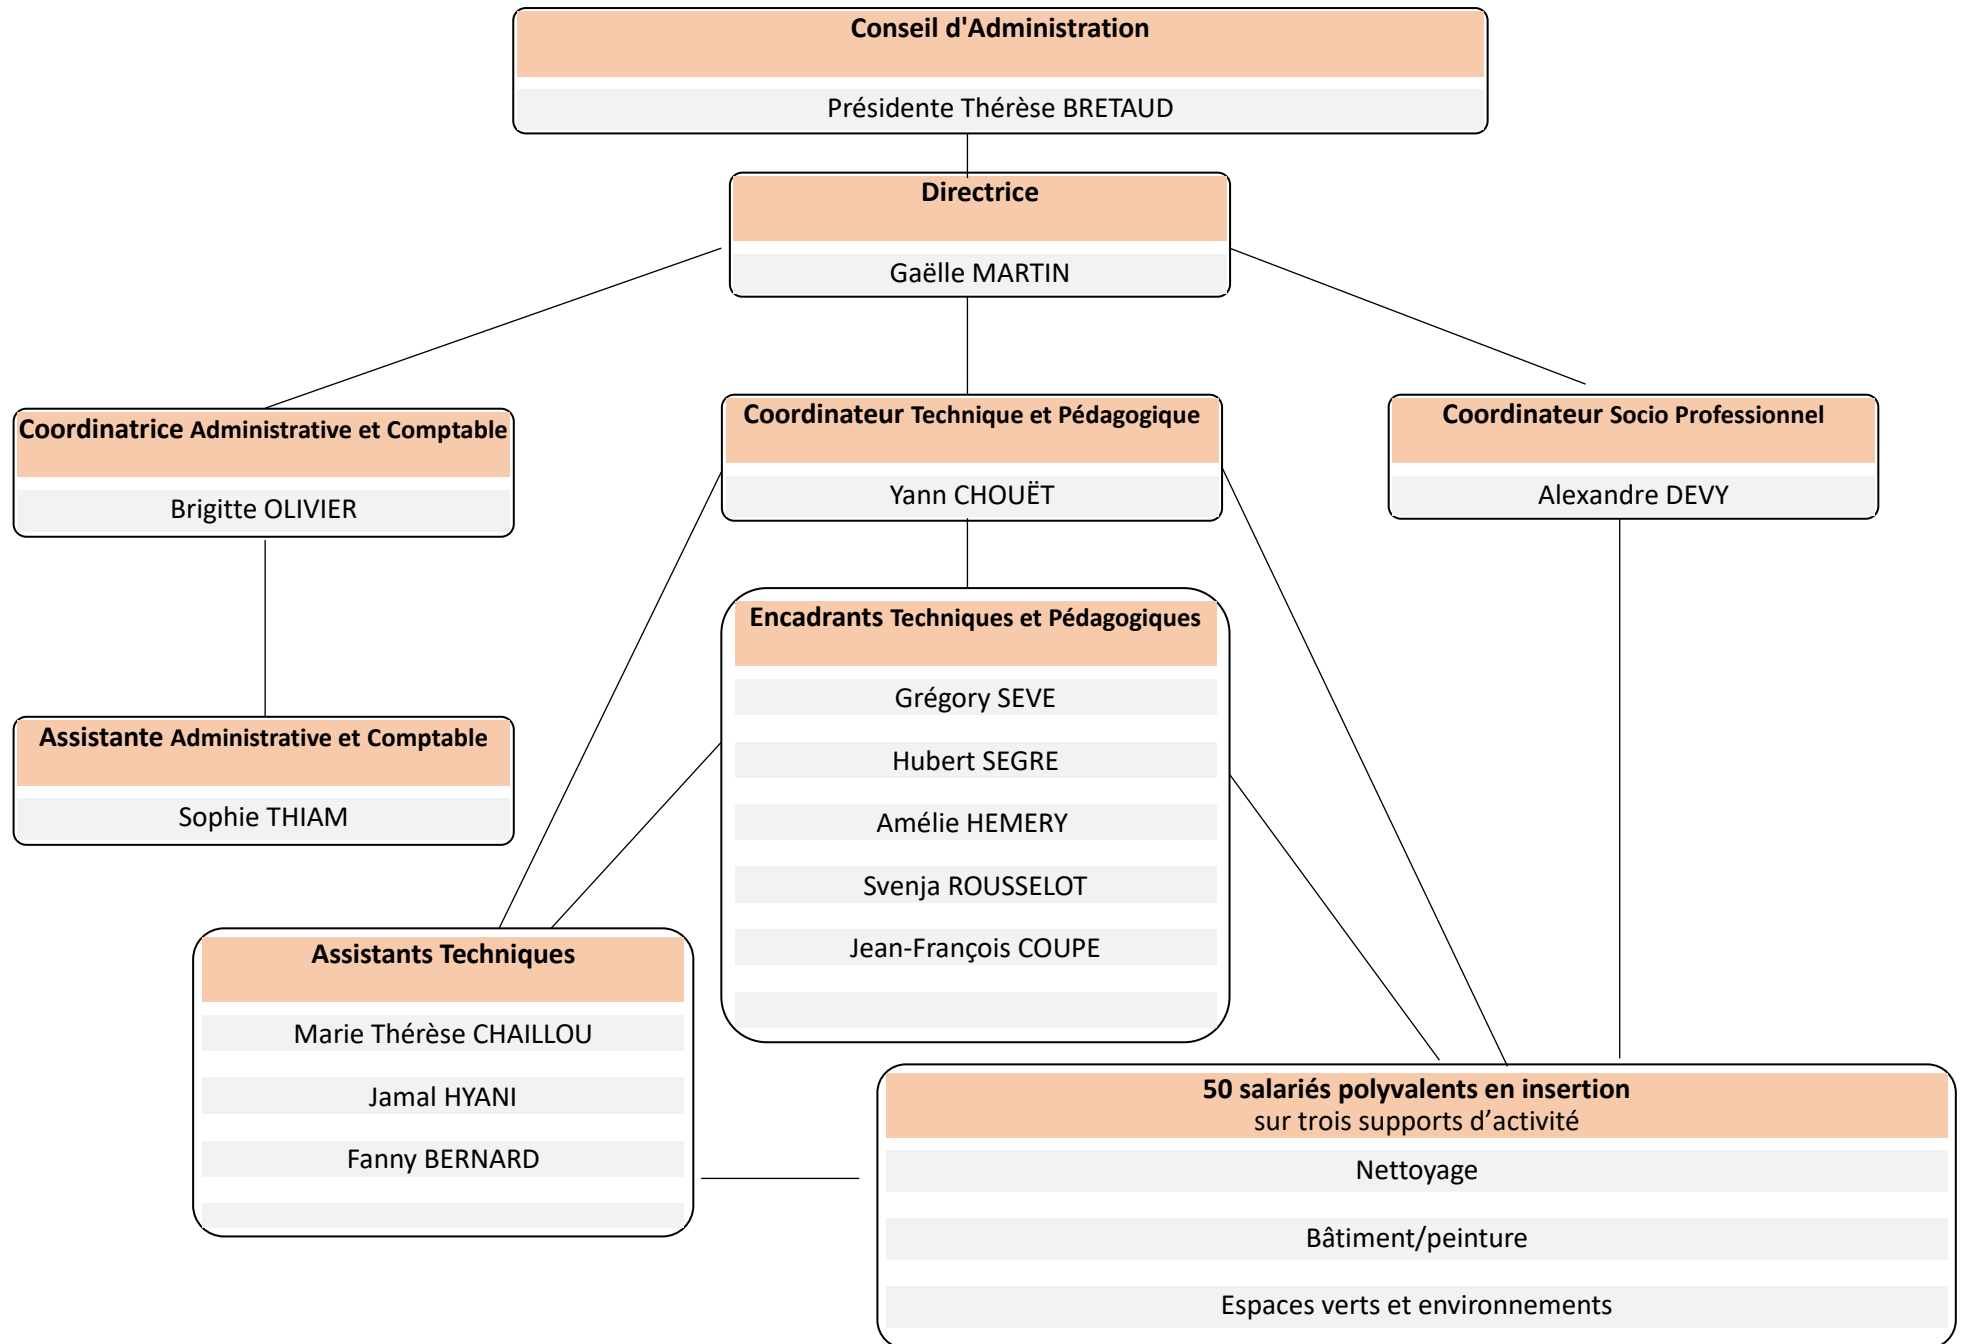 Conseil d'Administration
Présidente Thérèse BRETAUD
Directrice
Gaëlle MARTIN
Coordinatrice Administrative et Comptable
Brigitte OLIVIER
Coordinateur Technique et Pédagogique
Yann CHOUËT
Coordinateur Socio Professionnel
Alexandre DEVY
Encadrants Techniques et Pédagogiques
Grégory SEVE
Hubert SEGRE
Amélie HEMERY
Svenja ROUSSELOT
Jean-François COUPE
Assistante Administrative et Comptable
Sophie THIAM
Assistants Techniques
Marie Thérèse CHAILLOU
Jamal HYANI
Fanny BERNARD
50 salariés polyvalents en insertion
sur trois supports d’activité
Nettoyage
Bâtiment/peinture
Espaces verts et environnements